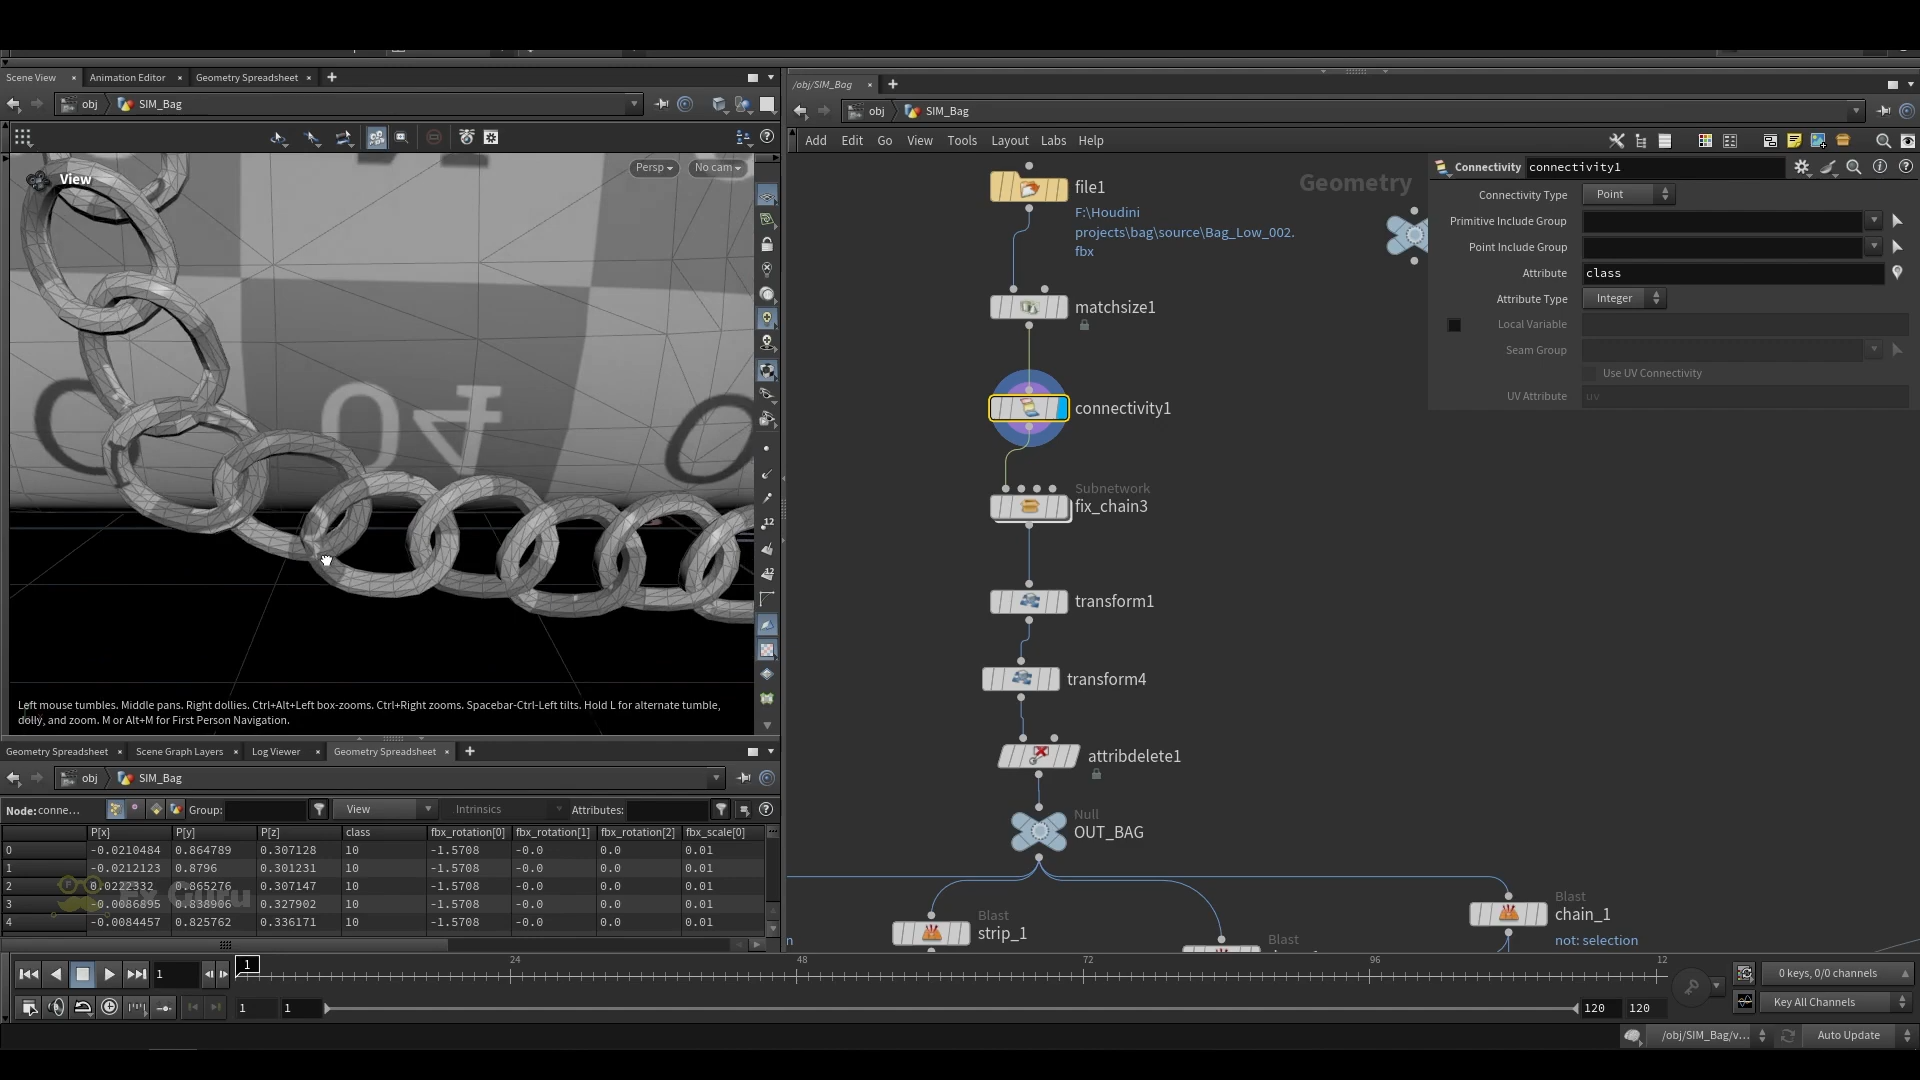 Scene View
Animation Editor
Geometry Spreadsheet
obj
SIM_Bag
View
Persp
No cam
04
12
12
Left mouse tumbles. Middle pans. Right dollies. Ctrl+Alt+Left box-zooms. Ctrl+Right zooms. Spacebar-Ctrl-Left tilts. Hold L for alternate tumble,
dolly, and zoom. M or Alt+M for First Person Navigation.
Geometry Spreadsheet
Scene Graph Layers
Log Viewer
Geometry Spreadsheet
obj
SIM_Bag
Node: conne...
Group:
View
Intrinsics
Attributes:
P[x] P[y] P[z] class fbx_rotation[0] fbx_rotation[1] fbx_rotation[2] fbx_scale[0]
0 -0.0210484 0.864789 0.307128 10 -1.5708 -0.0 0.0 0.01
1 -0.0212123 0.8796 0.301231 10 -1.5708 -0.0 0.0 0.01
2 0.0222332 0.865276 0.307147 10 -1.5708 -0.0 0.0 0.01
3 -0.0086895 0.838906 0.327902 10 -1.5708 -0.0 0.0 0.01
4 -0.0084457 0.825762 0.336171 10 -1.5708 -0.0 0.0 0.01
Fx Guru
/obj/SIM_Bag
obj
SIM_Bag
Add Edit Go View Tools Layout Labs Help
Geometry
file1
F:\Houdini
projects\bag\source\Bag_Low_002.
fbx
matchsize1
connectivity1
Subnetwork
fix_chain3
transform1
transform4
attribdelete1
Null
OUT_BAG
Blast
strip_1
Blast
Blast
chain_1
not: selection
Connectivity connectivity1
Connectivity Type Point
Primitive Include Group
Point Include Group
Attribute class
Attribute Type Integer
Local Variable
Seam Group
Use UV Connectivity
UV Attribute uv
1
1 24 48 72 96 12
1 1 120 120
0 keys, 0/0 channels
Key All Channels
/obj/SIM_Bag/v...
Auto Update